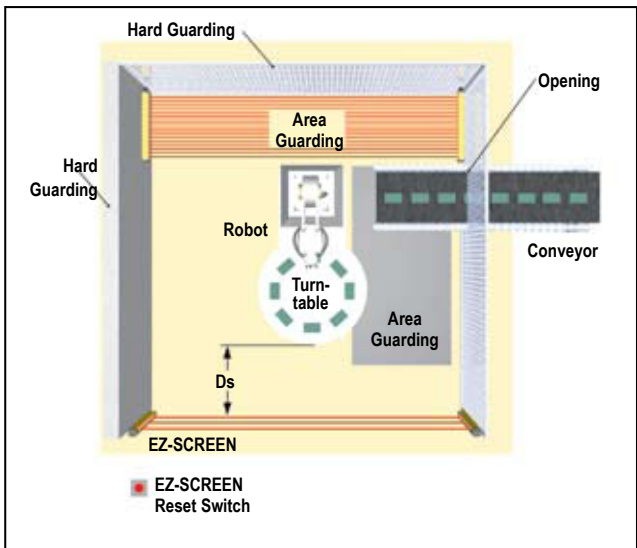 Hard Guarding
Opening
Area
Guarding
Hard
Guarding
Robot
Conveyor
Turn-
table
Area
Guarding
Ds
EZ-SCREEN
EZ-SCREEN
Reset Switch